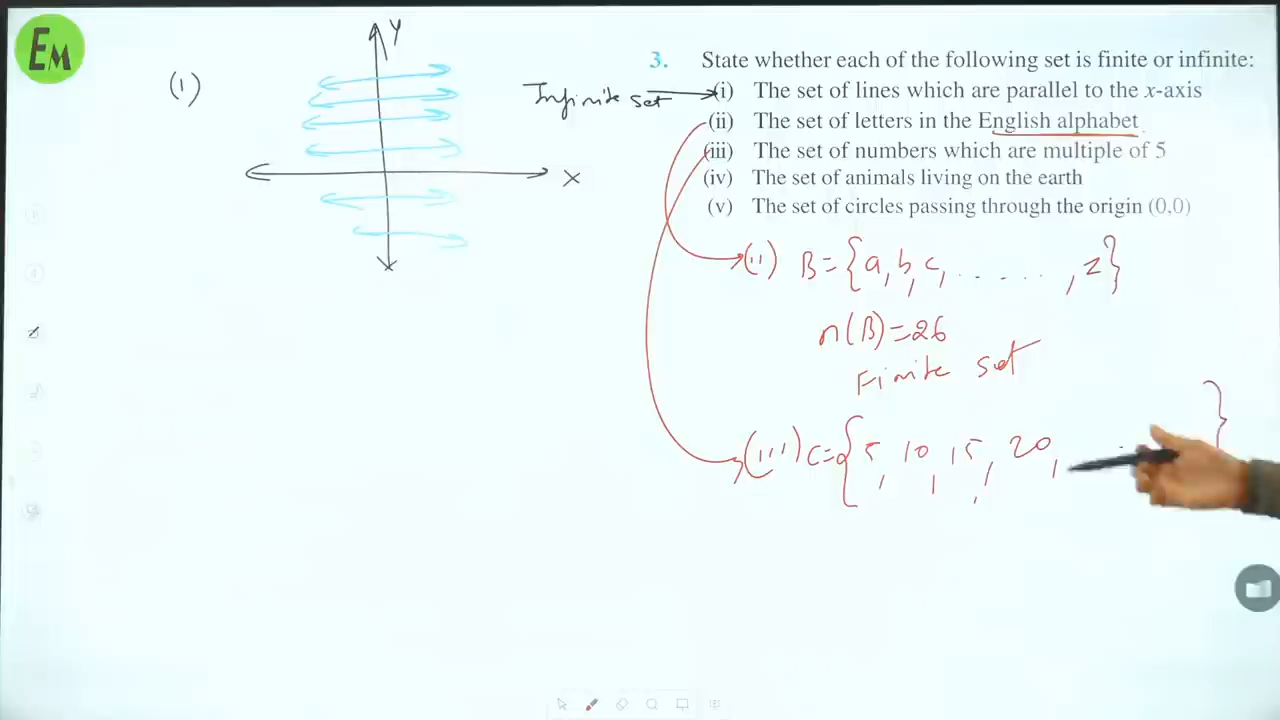 Em
(i)
Y
X
Infinite set
3. State whether each of the following set is finite or infinite:
(i) The set of lines which are parallel to the x-axis
(ii) The set of letters in the English alphabet
(iii) The set of numbers which are multiple of 5
(iv) The set of animals living on the earth
(v) The set of circles passing through the origin (0,0)
(ii) B={a, b, c, . . . . . . , z}
n(B)=26
Finite set
(iii) C={5, 10, 15, 20, }